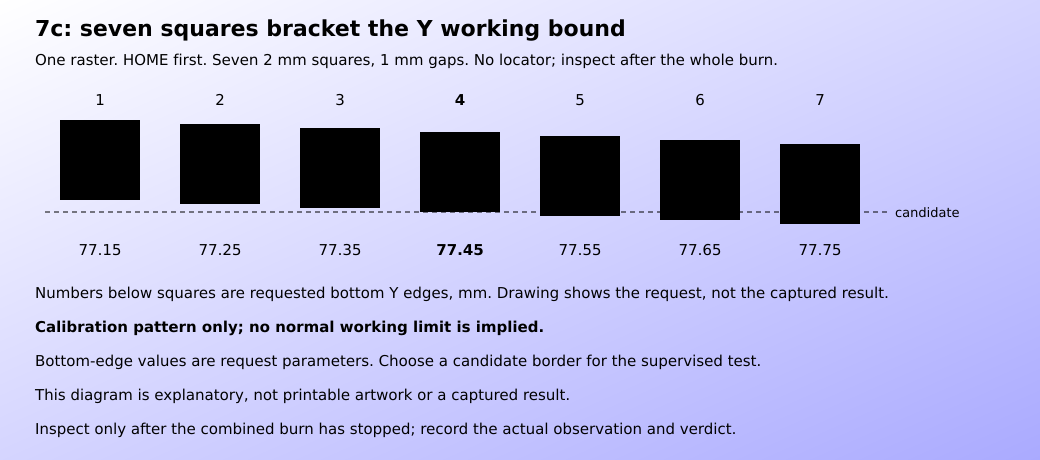 7c: seven squares bracket the Y working bound
One raster. HOME first. Seven 2 mm squares, 1 mm gaps. No locator; inspect after the whole burn.
1 2 3 4 5 6 7
candidate
77.15 77.25 77.35 77.45 77.55 77.65 77.75
Numbers below squares are requested bottom Y edges, mm. Drawing shows the request, not the captured result.
Calibration pattern only; no normal working limit is implied.
Bottom-edge values are request parameters. Choose a candidate border for the supervised test.
This diagram is explanatory, not printable artwork or a captured result.
Inspect only after the combined burn has stopped; record the actual observation and verdict.